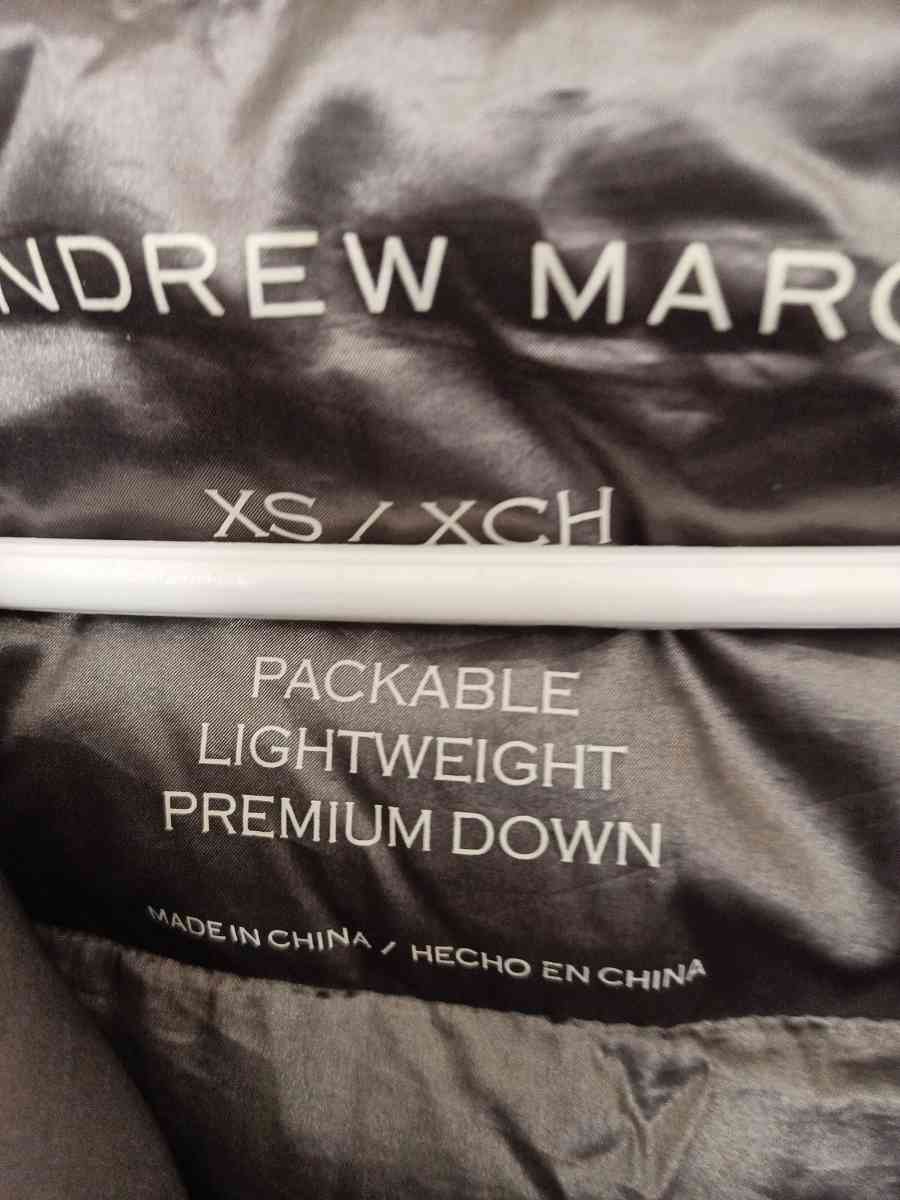 NDREW MARC
XS / XCH
PACKABLE
LIGHTWEIGHT
PREMIUM DOWN
MADE IN CHINA / HECHO EN CHINA